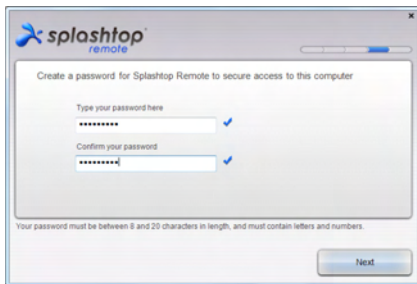 splashtop
remote
Create a password for Splashtop Remote to secure access to this computer
Type your password here
•••••••••
Confirm your password
•••••••••
Your password must be between 8 and 20 characters in length, and must contain letters and numbers.
Next